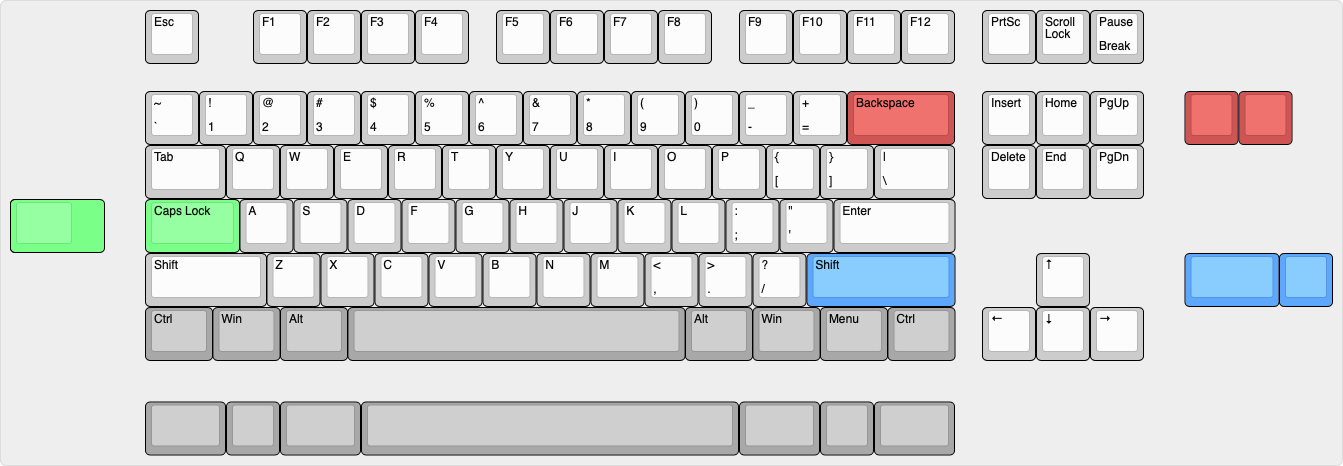 Esc F1 F2 F3 F4 F5 F6 F7 F8 F9 F10 F11 F12 PrtSc Scroll Pause
Lock
Break
~ ! @ # $ % ^ & * ( ) _ + Backspace Insert Home PgUp
` 1 2 3 4 5 6 7 8 9 0 - =
Tab Q W E R T Y U I O P { } | Delete End PgDn
[ ] \
Caps Lock A S D F G H J K L : " Enter
; '
Shift Z X C V B N M < > ? Shift ↑
, . /
Ctrl Win Alt Alt Win Menu Ctrl ← ↓ →